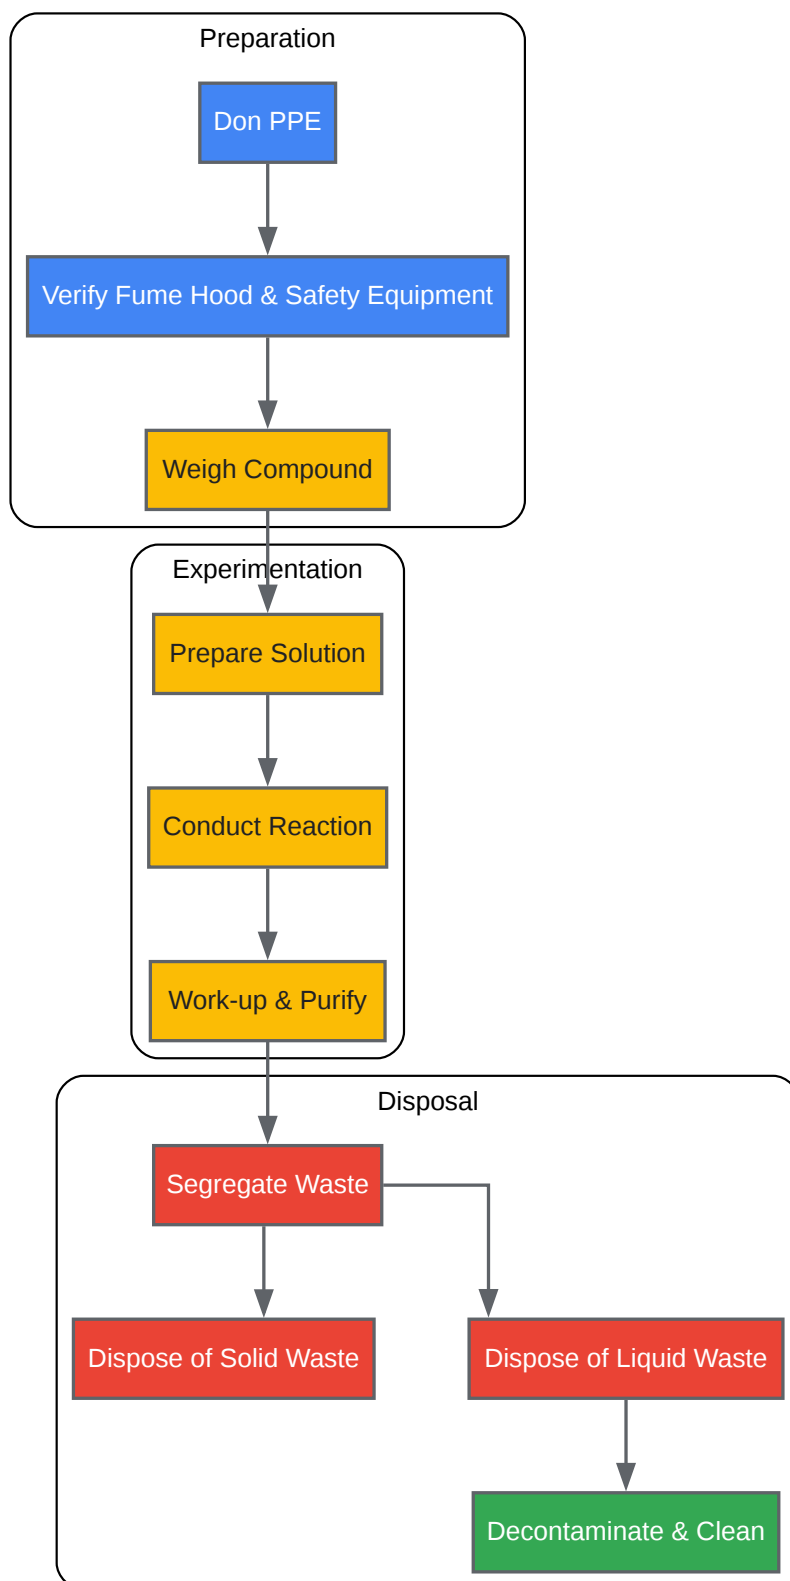 Preparation
Don PPE
Verify Fume Hood & Safety Equipment
Weigh Compound
Experimentation
Prepare Solution
Conduct Reaction
Work-up & Purify
Disposal
Segregate Waste
Dispose of Solid Waste
Dispose of Liquid Waste
Decontaminate & Clean